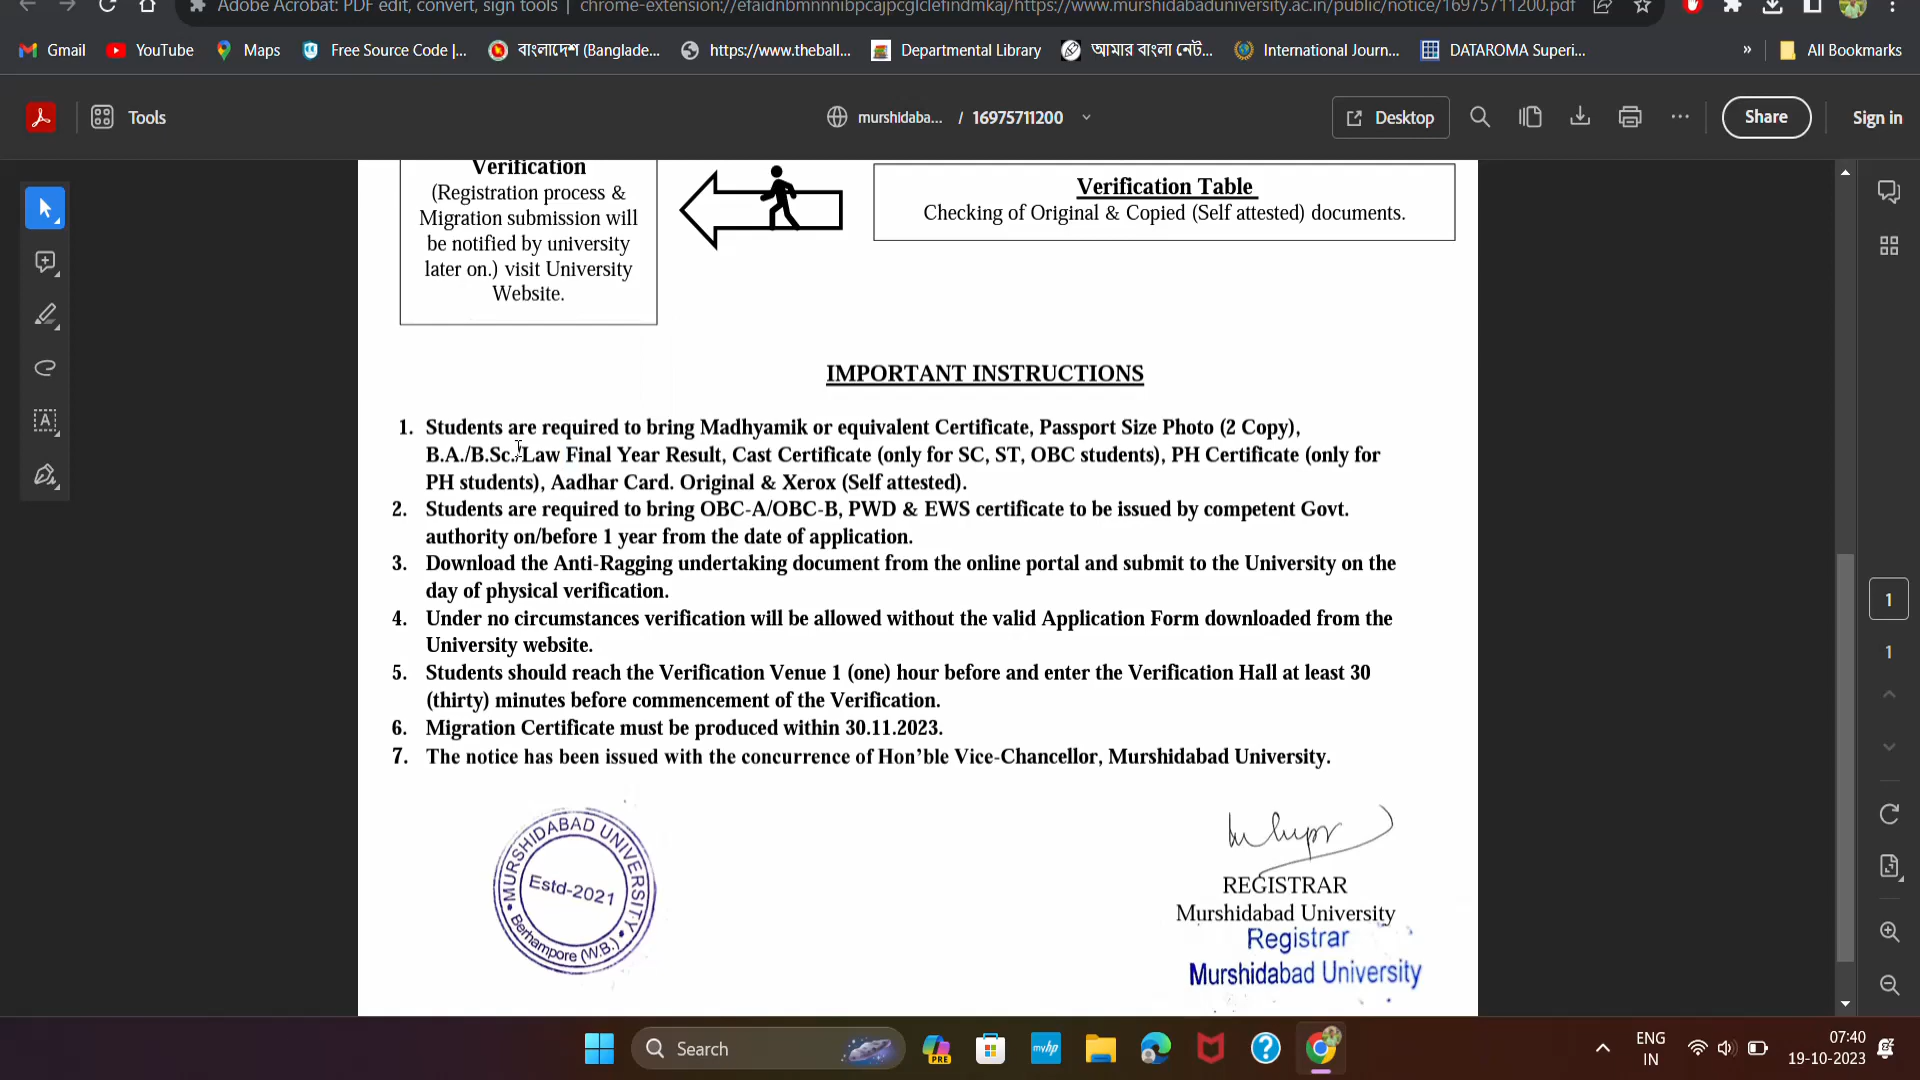 Adobe Acrobat: PDF edit, convert, sign tools | chrome-extension://efaidnbmnnnibpcajpcglclefindmkaj/https://www.murshidabaduniversity.ac.in/public/notice/16975711200.pdf
Gmail YouTube Maps Free Source Code |... বাংলাদেশ (Banglade... https://www.theball... Departmental Library আমার বাংলা নেট... International Journ... DATAROMA Superi... » All Bookmarks
Tools murshidaba... / 16975711200 Desktop Share Sign in
Verification
(Registration process &
Migration submission will
be notified by university
later on.) visit University
Website.
Verification Table
Checking of Original & Copied (Self attested) documents.
IMPORTANT INSTRUCTIONS
1. Students are required to bring Madhyamik or equivalent Certificate, Passport Size Photo (2 Copy),
B.A./B.Sc./Law Final Year Result, Cast Certificate (only for SC, ST, OBC students), PH Certificate (only for
PH students), Aadhar Card. Original & Xerox (Self attested).
2. Students are required to bring OBC-A/OBC-B, PWD & EWS certificate to be issued by competent Govt.
authority on/before 1 year from the date of application.
3. Download the Anti-Ragging undertaking document from the online portal and submit to the University on the
day of physical verification.
4. Under no circumstances verification will be allowed without the valid Application Form downloaded from the
University website.
5. Students should reach the Verification Venue 1 (one) hour before and enter the Verification Hall at least 30
(thirty) minutes before commencement of the Verification.
6. Migration Certificate must be produced within 30.11.2023.
7. The notice has been issued with the concurrence of Hon'ble Vice-Chancellor, Murshidabad University.
MURSHIDABAD UNIVERSITY
Estd-2021
Berhampore (W.B.)
REGISTRAR
Murshidabad University
Registrar
Murshidabad University
1
1
Search
PRE
myhp
ENG
IN
07:40
19-10-2023